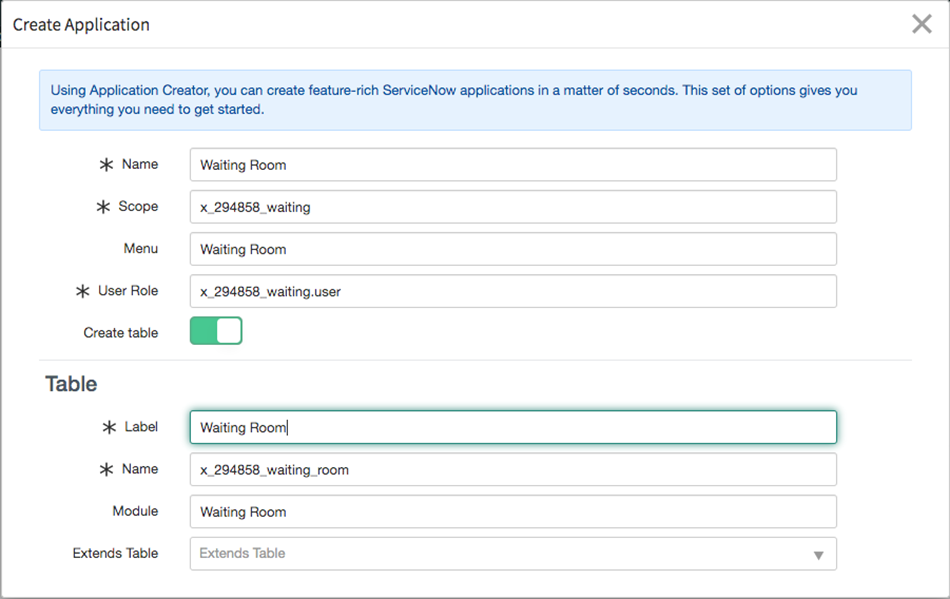 Create Application
Using Application Creator, you can create feature-rich ServiceNow applications in a matter of seconds. This set of options gives you
everything you need to get started.
Name Waiting Room
Scope x_294858_waiting
Menu Waiting Room
User Role x_294858_waiting.user
Create table
Table
Label Waiting Room
Name x_294858_waiting_room
Module Waiting Room
Extends Table Extends Table